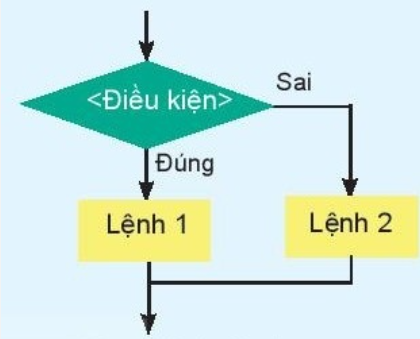 <Điều kiện>
Sai
Đúng
Lệnh 1
Lệnh 2